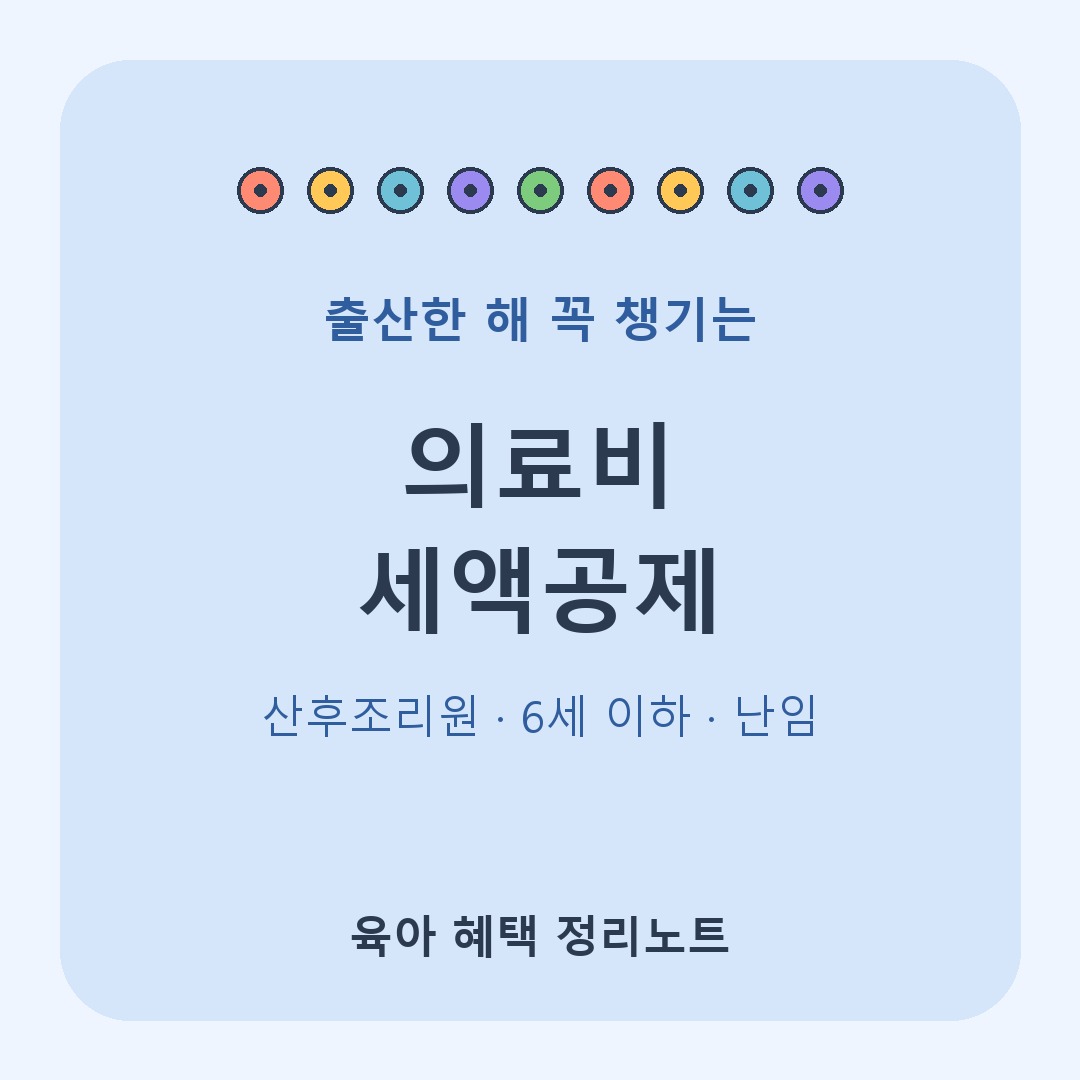 출산한 해 꼭 챙기는
의료비
세액공제
산후조리원 · 6세 이하 · 난임
육아 혜택 정리노트